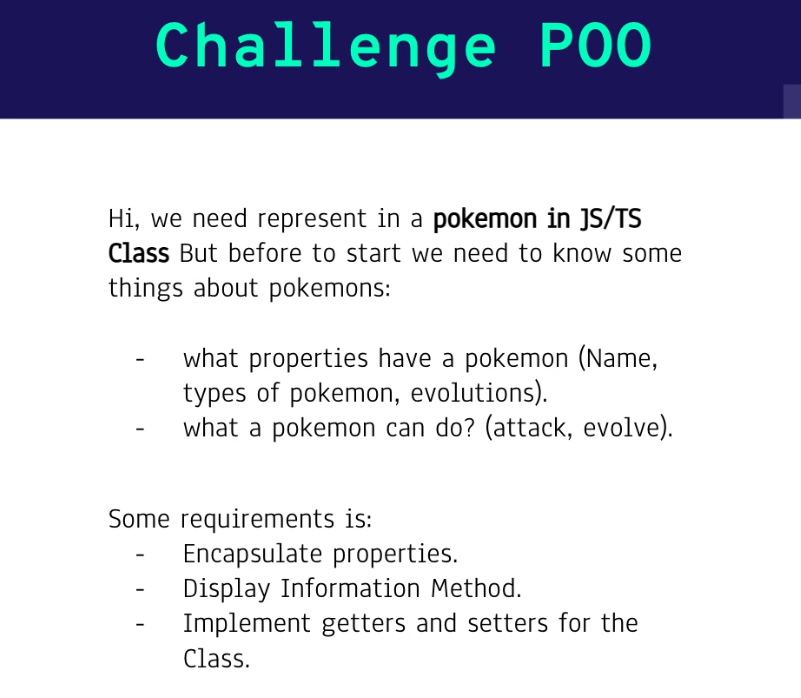 Challenge POO
Hi, we need represent in a pokemon in JS/TS
Class But before to start we need to know some
things about pokemons:
- what properties have a pokemon (Name,
types of pokemon, evolutions).
- what a pokemon can do? (attack, evolve).
Some requirements is:
- Encapsulate properties.
- Display Information Method.
- Implement getters and setters for the
Class.